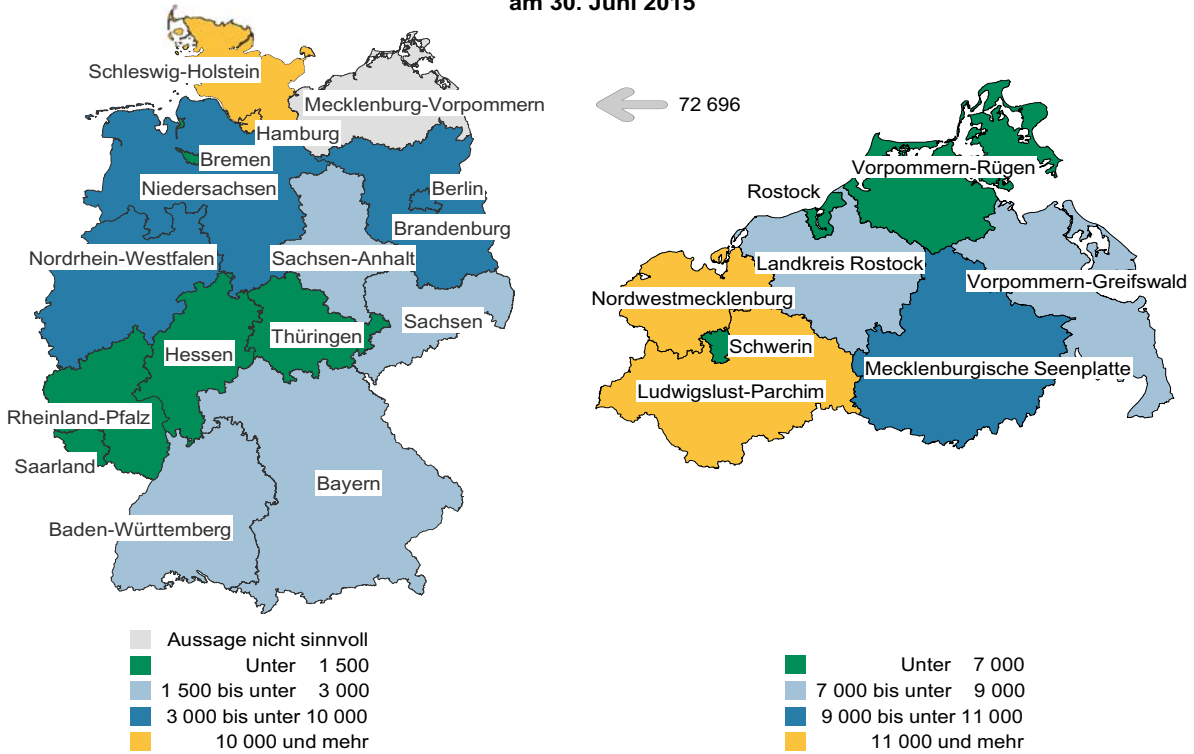 am 30. Juni 2015
Schleswig-Holstein
Mecklenburg-Vorpommern
Hamburg
Bremen
Niedersachsen
Berlin
Brandenburg
Nordrhein-Westfalen
Sachsen-Anhalt
Sachsen
Thüringen
Hessen
Rheinland-Pfalz
Saarland
Bayern
Baden-Württemberg
72 696
Vorpommern-Rügen
Rostock
Landkreis Rostock
Vorpommern-Greifswald
Nordwestmecklenburg
Schwerin
Mecklenburgische Seenplatte
Ludwigslust-Parchim
Aussage nicht sinnvoll
Unter 1 500
1 500 bis unter 3 000
3 000 bis unter 10 000
10 000 und mehr
Unter 7 000
7 000 bis unter 9 000
9 000 bis unter 11 000
11 000 und mehr